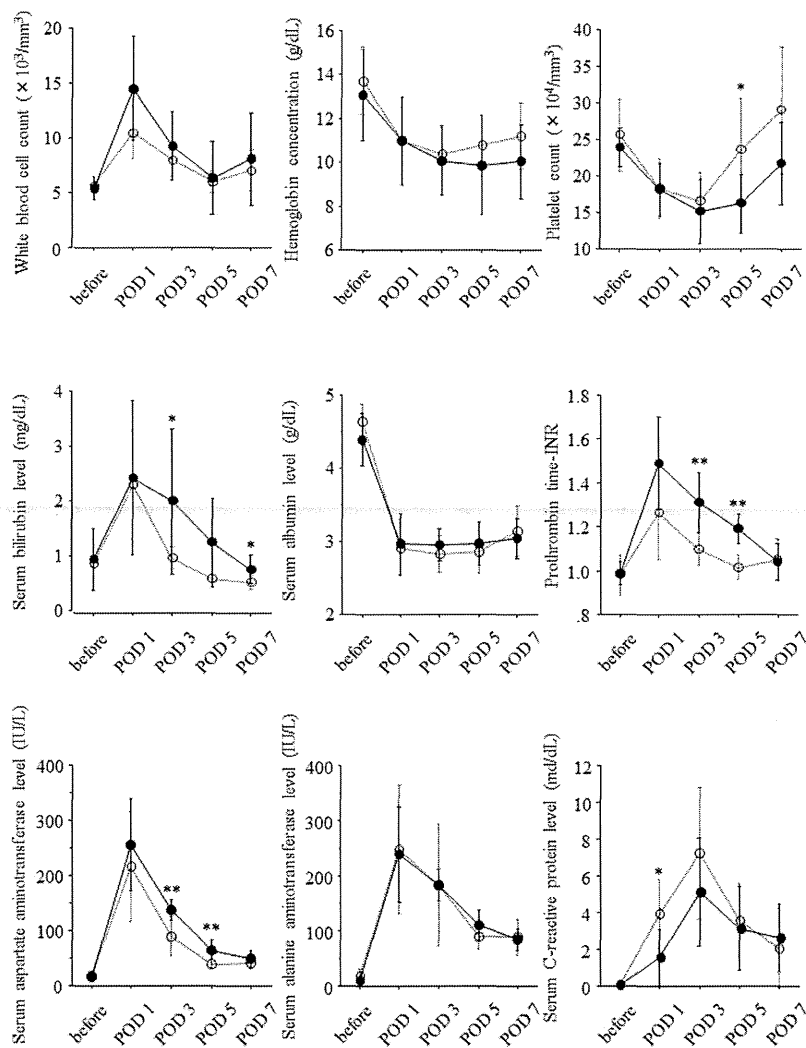 White blood cell count (×10³/mm³)
20
15
10
5
0
before
POD 1
POD 3
POD 5
POD 7
Hemoglobin concentration (g/dL)
16
14
12
10
8
6
before
POD 1
POD 3
POD 5
POD 7
Platelet count (×10⁴/mm³)
40
35
30
25
20
15
10
*
before
POD 1
POD 3
POD 5
POD 7
Serum bilirubin level (mg/dL)
4
3
2
1
0
*
*
before
POD 1
POD 3
POD 5
POD 7
Serum albumin level (g/dL)
5
4
3
2
before
POD 1
POD 3
POD 5
POD 7
Prothrombin time-INR
1.8
1.6
1.4
1.2
1.0
.8
**
**
before
POD 1
POD 3
POD 5
POD 7
Serum aspartate aminotransferase level (IU/L)
400
300
200
100
0
**
**
before
POD 1
POD 3
POD 5
POD 7
Serum alanine aminotransferase level (IU/L)
400
300
200
100
0
before
POD 1
POD 3
POD 5
POD 7
Serum C-reactive protein level (md/dL)
12
10
8
6
4
2
0
*
before
POD 1
POD 3
POD 5
POD 7